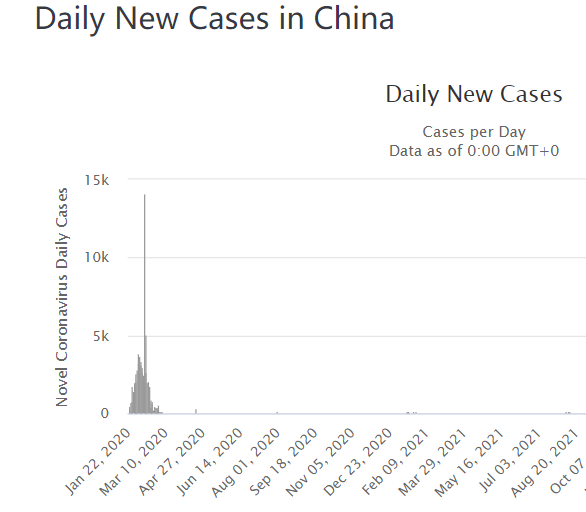 Daily New Cases in China
Daily New Cases
Cases per Day
Data as of 0:00 GMT+0
Novel Coronavirus Daily Cases
15k
10k
5k
0
Jan 22, 2020
Mar 10, 2020
Apr 27, 2020
Jun 14, 2020
Aug 01, 2020
Sep 18, 2020
Nov 05, 2020
Dec 23, 2020
Feb 09, 2021
Mar 29, 2021
May 16, 2021
Jul 03, 2021
Aug 20, 2021
Oct 07